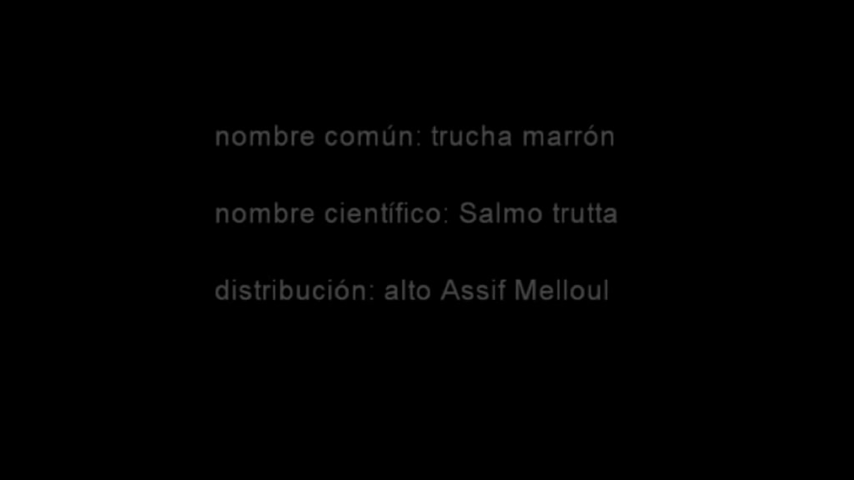 nombre común: trucha marrón
nombre científico: Salmo trutta
distribución: alto Assif Melloul